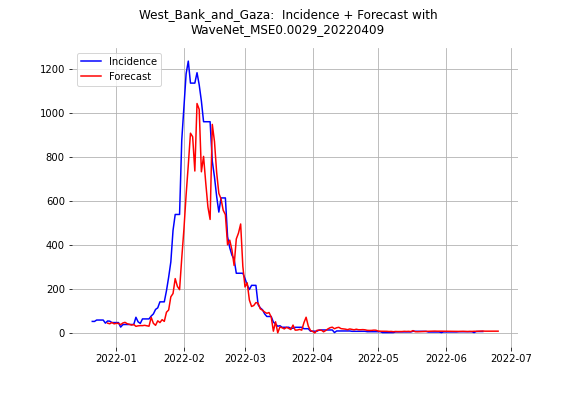 West_Bank_and_Gaza:  Incidence + Forecast with
WaveNet_MSE0.0029_20220409
Incidence
Forecast
1200
1000
800
600
400
200
0
2022-01 2022-02 2022-03 2022-04 2022-05 2022-06 2022-07